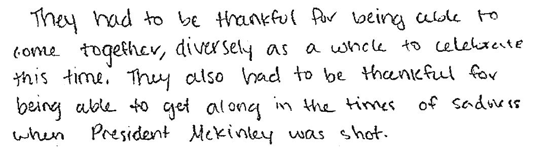 They had to be thankful for being able to
come together, diversely as a whole to celebrate
this time. They also had to be thankful for
being able to get along in the times of sadness
when President Mckinley was shot.